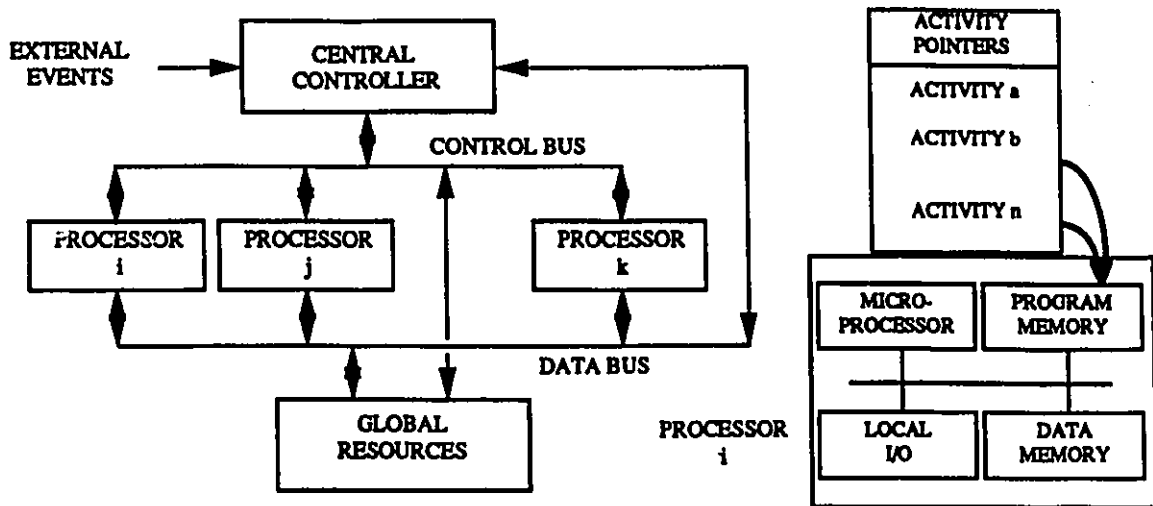 EXTERNAL
EVENTS
CENTRAL
CONTROLLER
CONTROL BUS
PROCESSOR
i
PROCESSOR
j
PROCESSOR
k
DATA BUS
GLOBAL
RESOURCES
ACTIVITY
POINTERS
ACTIVITY a
ACTIVITY b
ACTIVITY n
MICRO-
PROCESSOR
PROGRAM
MEMORY
LOCAL
I/O
DATA
MEMORY
PROCESSOR
i